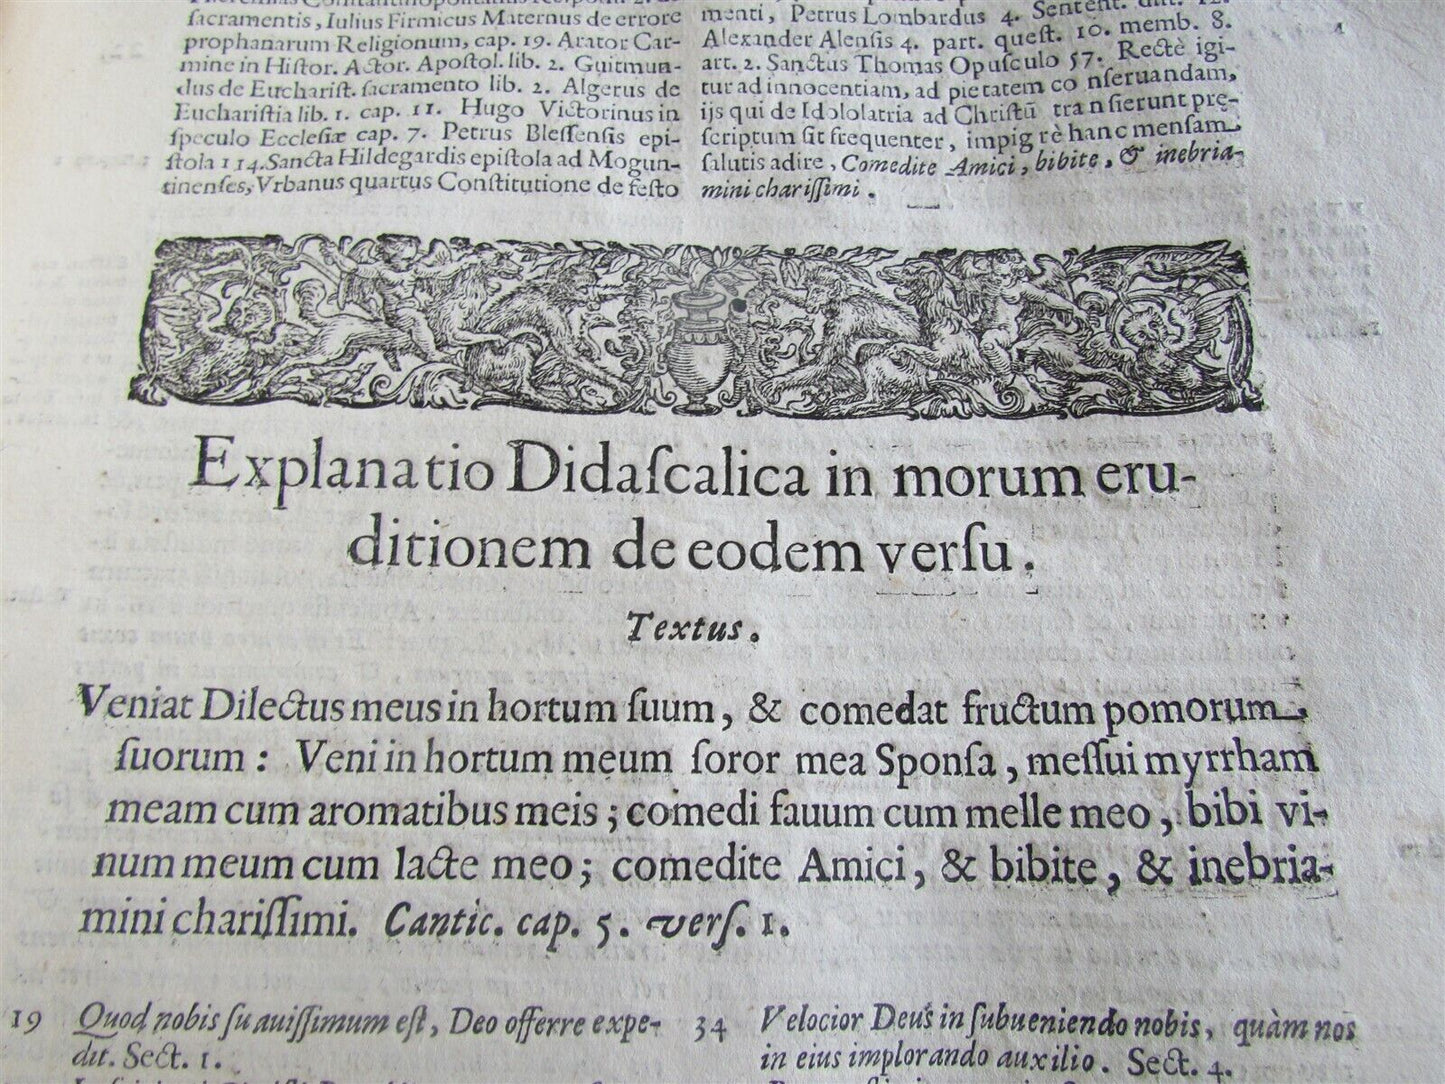 sacramentis, Iulius Firmicus Maternus de errore
prophanarum Religionum, cap. 19. Arator Car-
mine in Histor. Actor. Apostol. lib. 2. Guitmun-
dus de Eucharist. sacramento lib. 2. Algerus de
Eucharistia lib. 1. cap. 11. Hugo Victorinus in
speculo Ecclesiæ cap. 7. Petrus Blessensis epi-
stola 114. Sancta Hildegardis epistola ad Mogun-
tinenses, Vrbanus quartus Constitutione de festo
menti, Petrus Lombardus 4. Sentent. dist. 12.
Alexander Alensis 4. part. quest. 10. memb. 8.
art. 2. Sanctus Thomas Opusculo 57. Rectè igi-
tur ad innocentiam, ad pietatem conseruandam,
ijs qui de Idololatria ad Christū transierunt pręs-
scriptum sit frequenter, impigrè hanc mensam
salutis adire, Comedite Amici, bibite, & inebria-
mini charissimi.
Explanatio Didascalica in morum eru-
ditionem de eodem versu.
Textus.
Veniat Dilectus meus in hortum suum, & comedat fructum pomorum
suorum: Veni in hortum meum soror mea Sponsa, messui myrrham
meam cum aromatibus meis; comedi fauum cum melle meo, bibi vi-
num meum cum lacte meo; comedite Amici, & bibite, & inebria-
mini charissimi. Cantic. cap. 5. vers. 1.
19 Quod nobis suauissimum est, Deo offerre expe-
dit. Sect. 1.
34 Velocior Deus in subueniendo nobis, quàm nos
in eius implorando auxilio. Sect. 4.